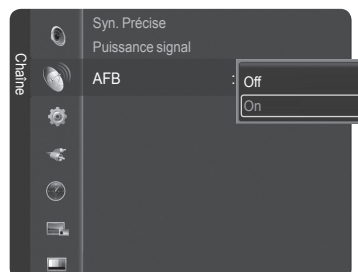 Chaîne
Syn. Précise
Puissance signal
AFB : Off
On